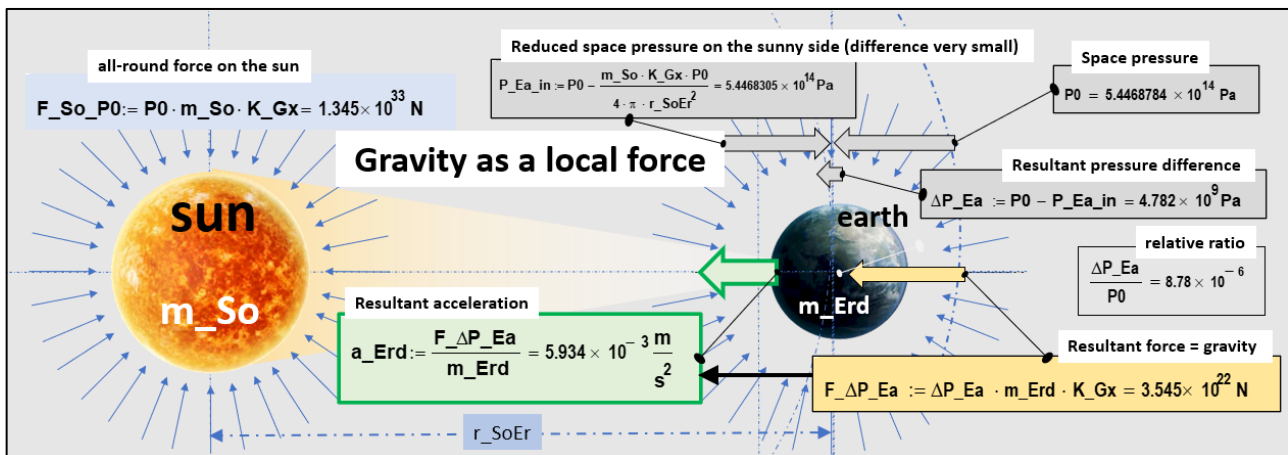 all-round force on the sun
F_So_P0:= P0 · m_So · K_Gx = 1.345× 10^33 N
Reduced space pressure on the sunny side (difference very small)
P_Ea_in := P0 − (m_So · K_Gx · P0) / (4 · π · r_SoEr^2) = 5.4468305 × 10^14 Pa
Space pressure
P0 = 5.4468784 × 10^14 Pa
Gravity as a local force
Resultant pressure difference
ΔP_Ea := P0 − P_Ea_in = 4.782 × 10^9 Pa
sun
earth
relative ratio
ΔP_Ea / P0 = 8.78 × 10^−6
m_So
m_Erd
Resultant acceleration
a_Erd:= F_ΔP_Ea / m_Erd = 5.934 × 10^−3 m / s^2
Resultant force = gravity
F_ΔP_Ea := ΔP_Ea · m_Erd · K_Gx = 3.545× 10^22 N
r_SoEr